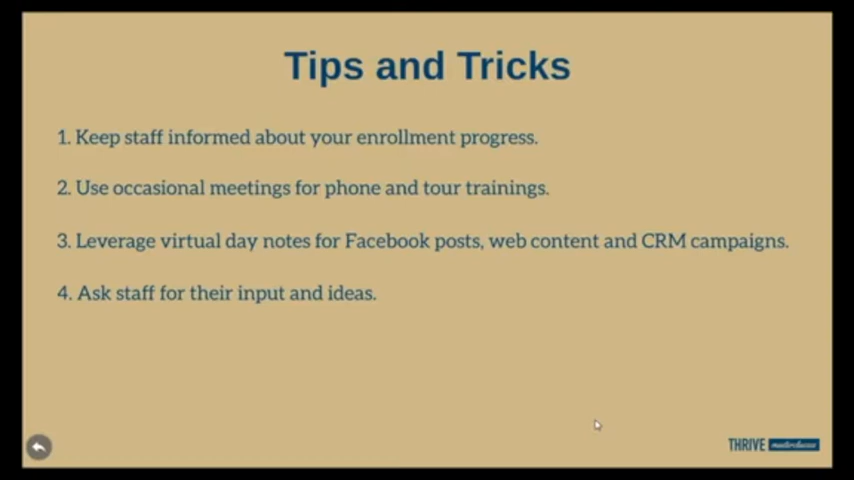 Tips and Tricks
1. Keep staff informed about your enrollment progress.
2. Use occasional meetings for phone and tour trainings.
3. Leverage virtual day notes for Facebook posts, web content and CRM campaigns.
4. Ask staff for their input and ideas.
THRIVE masterclasses